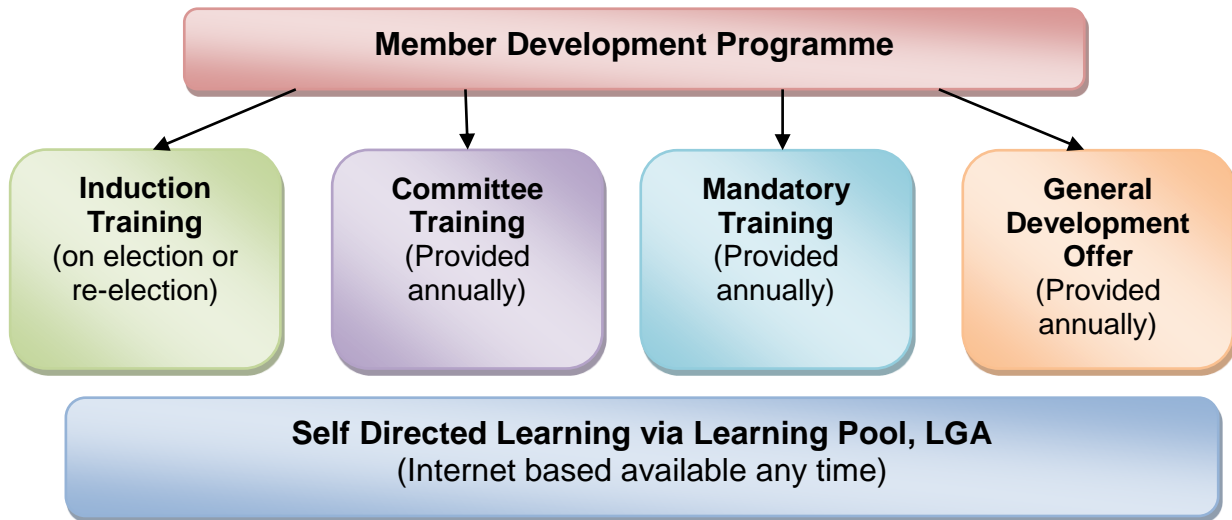 Member Development Programme
Induction
Training
(on election or
re-election)
Committee
Training
(Provided
annually)
Mandatory
Training
(Provided
annually)
General
Development
Offer
(Provided
annually)
Self Directed Learning via Learning Pool, LGA
(Internet based available any time)